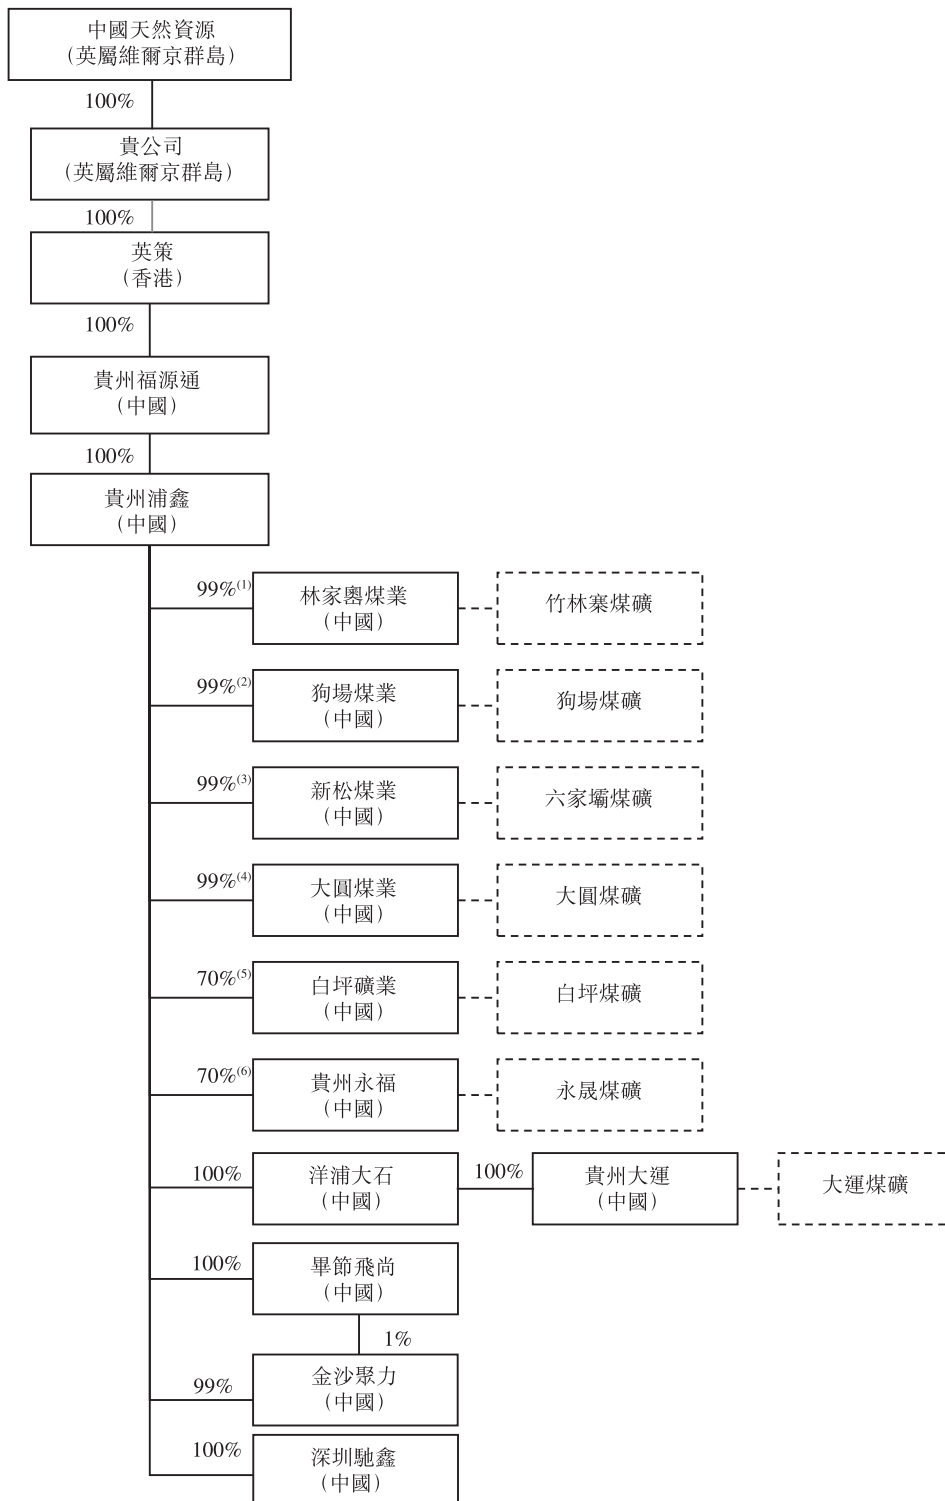 中國天然資源
(英屬維爾京群島)
100%
貴公司
(英屬維爾京群島)
100%
英策
(香港)
100%
貴州福源通
(中國)
100%
貴州浦鑫
(中國)
99%(1)
林家嶴煤業
(中國)
竹林寨煤礦
99%(2)
狗場煤業
(中國)
狗場煤礦
99%(3)
新松煤業
(中國)
六家壩煤礦
99%(4)
大圓煤業
(中國)
大圓煤礦
70%(5)
白坪礦業
(中國)
白坪煤礦
70%(6)
貴州永福
(中國)
永晟煤礦
100%
洋浦大石
(中國)
100%
貴州大運
(中國)
大運煤礦
100%
畢節飛尚
(中國)
1%
99%
金沙聚力
(中國)
100%
深圳馳鑫
(中國)